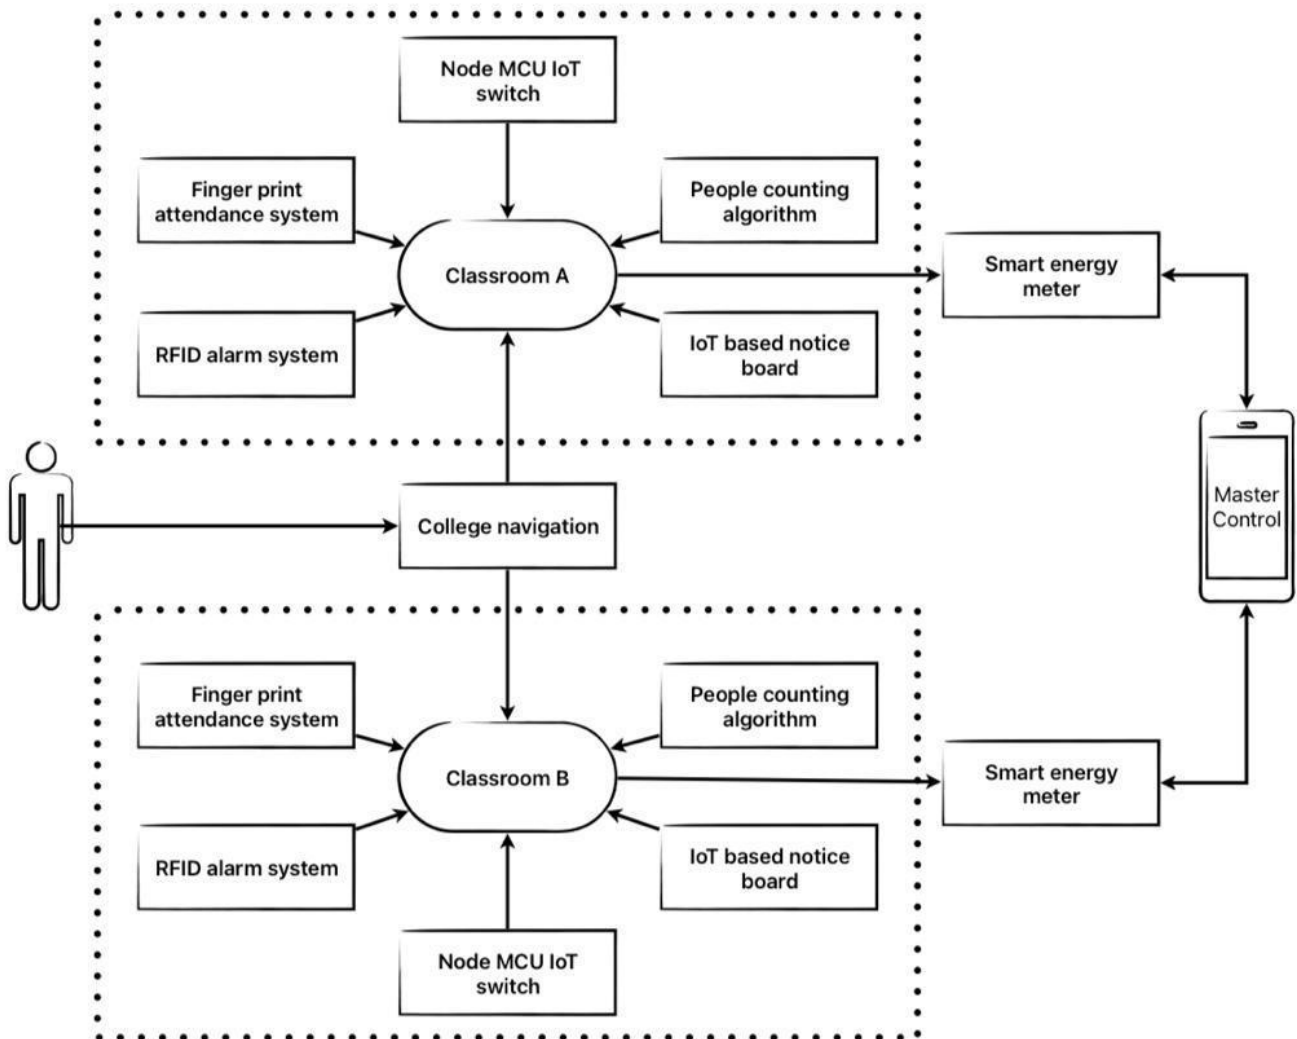 Node MCU IoT
switch
Finger print
attendance system
People counting
algorithm
Classroom A
Smart energy
meter
RFID alarm system
IoT based notice
board
Master
Control
College navigation
Finger print
attendance system
People counting
algorithm
Classroom B
Smart energy
meter
RFID alarm system
IoT based notice
board
Node MCU IoT
switch